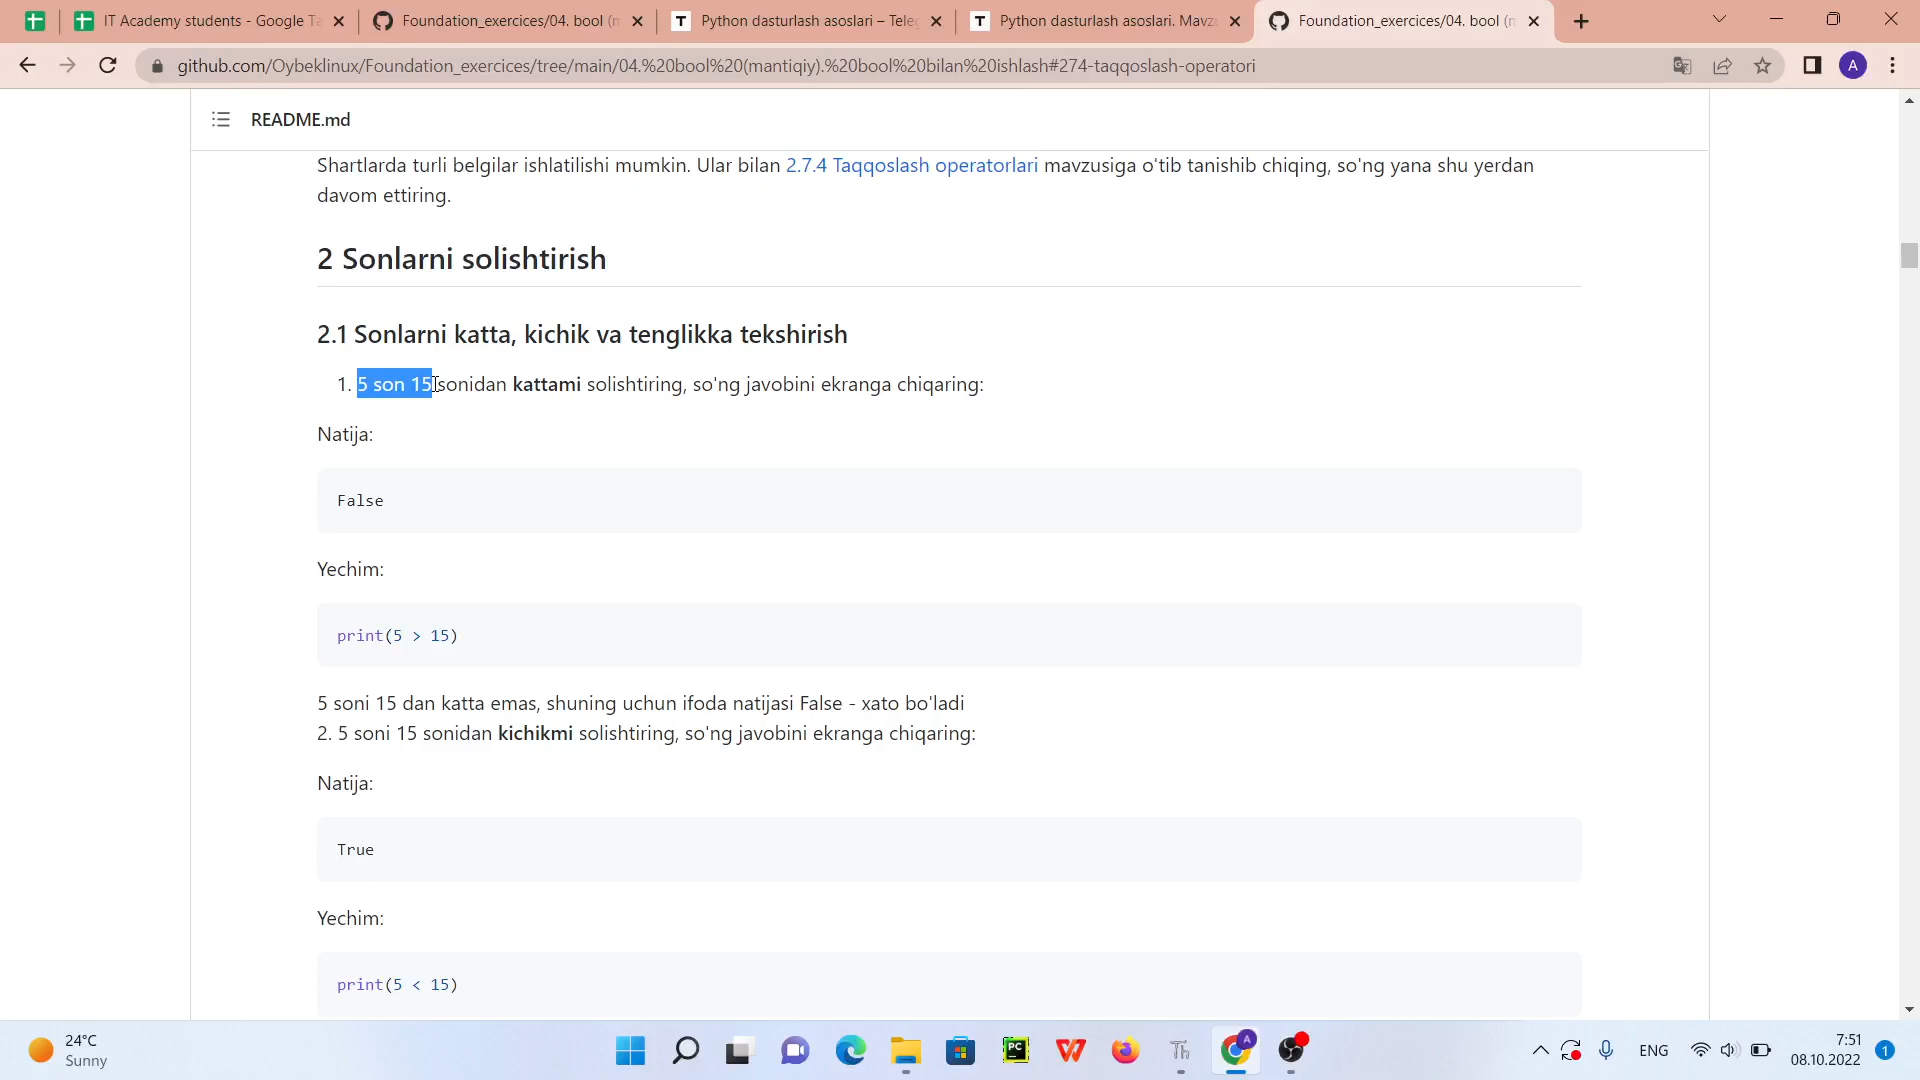 IT Academy students - Google Ta
Foundation_exercices/04. bool (m
Python dasturlash asoslari – Teleg
Python dasturlash asoslari. Mavz
Foundation_exercices/04. bool (m
github.com/Oybeklinux/Foundation_exercices/tree/main/04.%20bool%20(mantiqiy).%20bool%20bilan%20ishlash#274-taqqoslash-operatori
A
README.md
Shartlarda turli belgilar ishlatilishi mumkin. Ular bilan 2.7.4 Taqqoslash operatorlari mavzusiga o'tib tanishib chiqing, so'ng yana shu yerdan
davom ettiring.
2 Sonlarni solishtirish
2.1 Sonlarni katta, kichik va tenglikka tekshirish
1. 5 son 15 sonidan kattami solishtiring, so'ng javobini ekranga chiqaring:
Natija:
False
Yechim:
print(5 > 15)
5 soni 15 dan katta emas, shuning uchun ifoda natijasi False - xato bo'ladi
2. 5 soni 15 sonidan kichikmi solishtiring, so'ng javobini ekranga chiqaring:
Natija:
True
Yechim:
print(5 < 15)
24°C
Sunny
PC
Th
A
ENG
7:51
08.10.2022
1